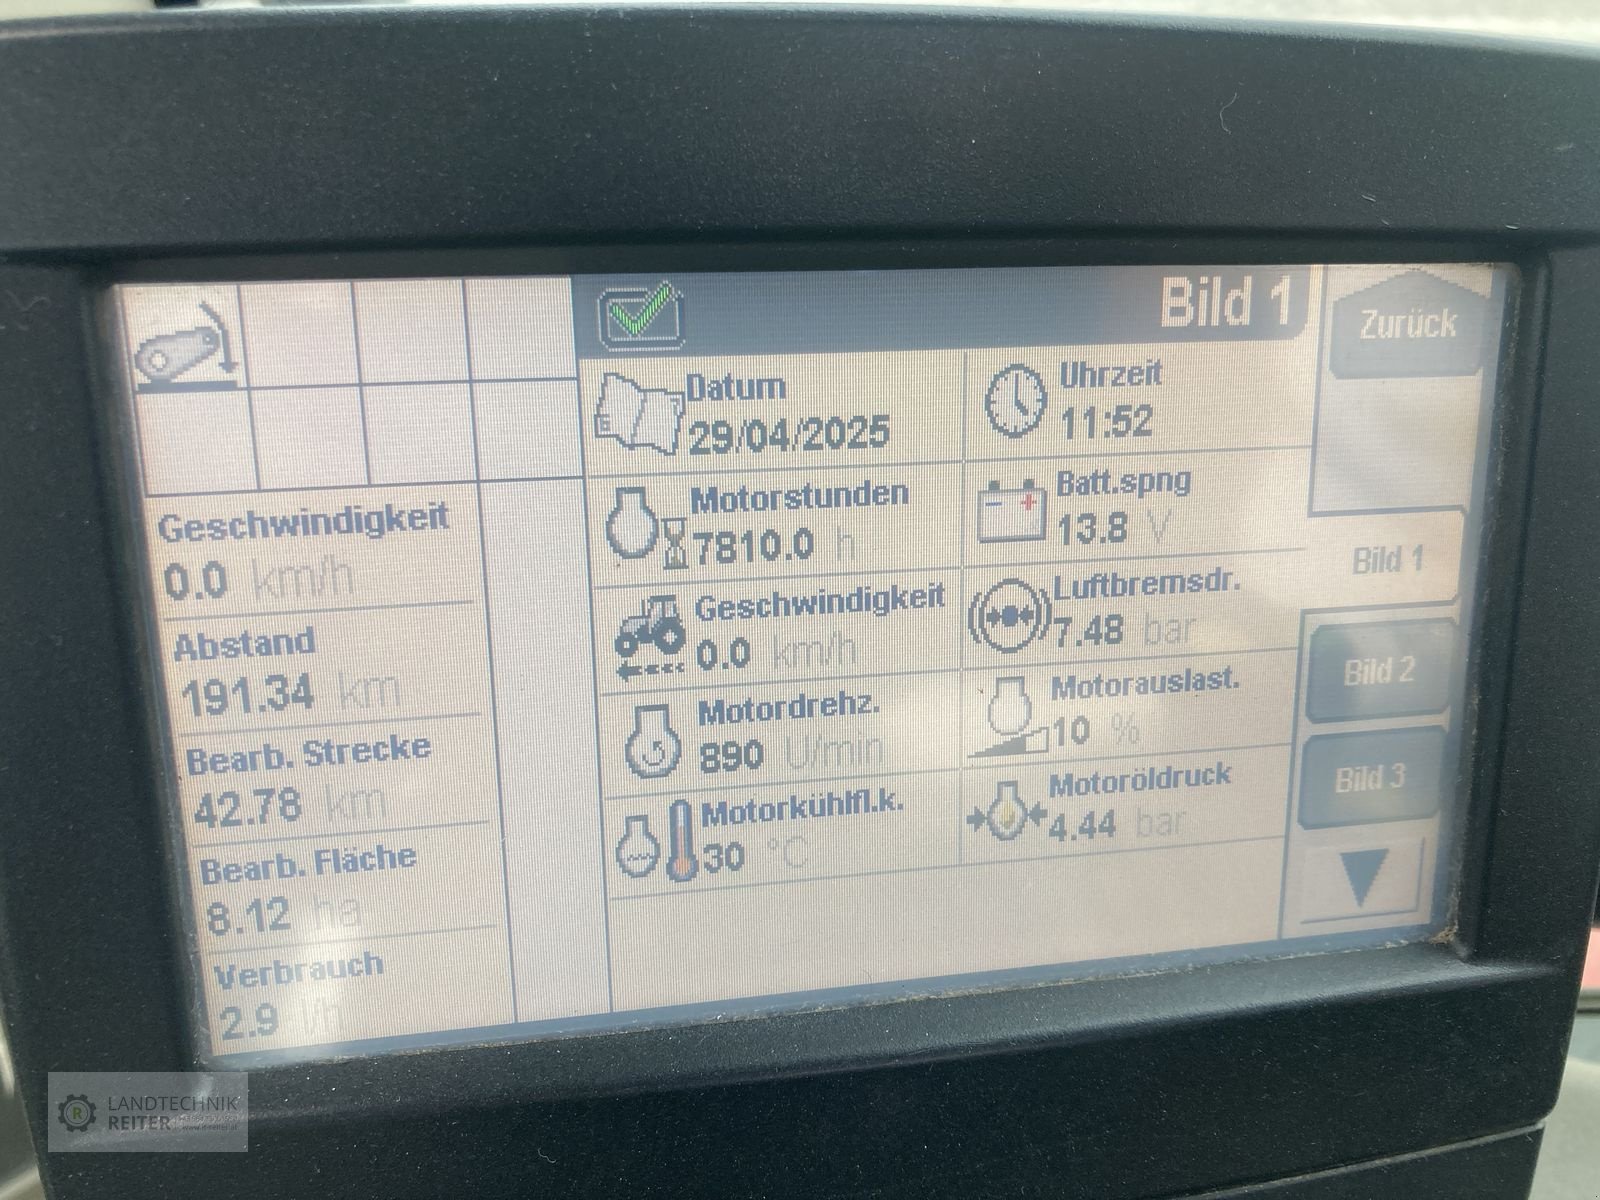 Bild 1
Zurück
Datum
29/04/2025
Uhrzeit
11:52
Motorstunden
7810.0 h
Batt.spng
13.8 V
Geschwindigkeit
0.0 km/h
Luftbremsdr.
7.48 bar
Motordrehz.
890 U/min
Motorauslast.
10 %
Motorkühlfl.k.
30 °C
Motoröldruck
4.44 bar
Geschwindigkeit
0.0 km/h
Abstand
191.34 km
Bearb. Strecke
42.78 km
Bearb. Fläche
8.12 ha
Verbrauch
2.9 l/h
Bild 1
Bild 2
Bild 3
R
LANDTECHNIK
REITER